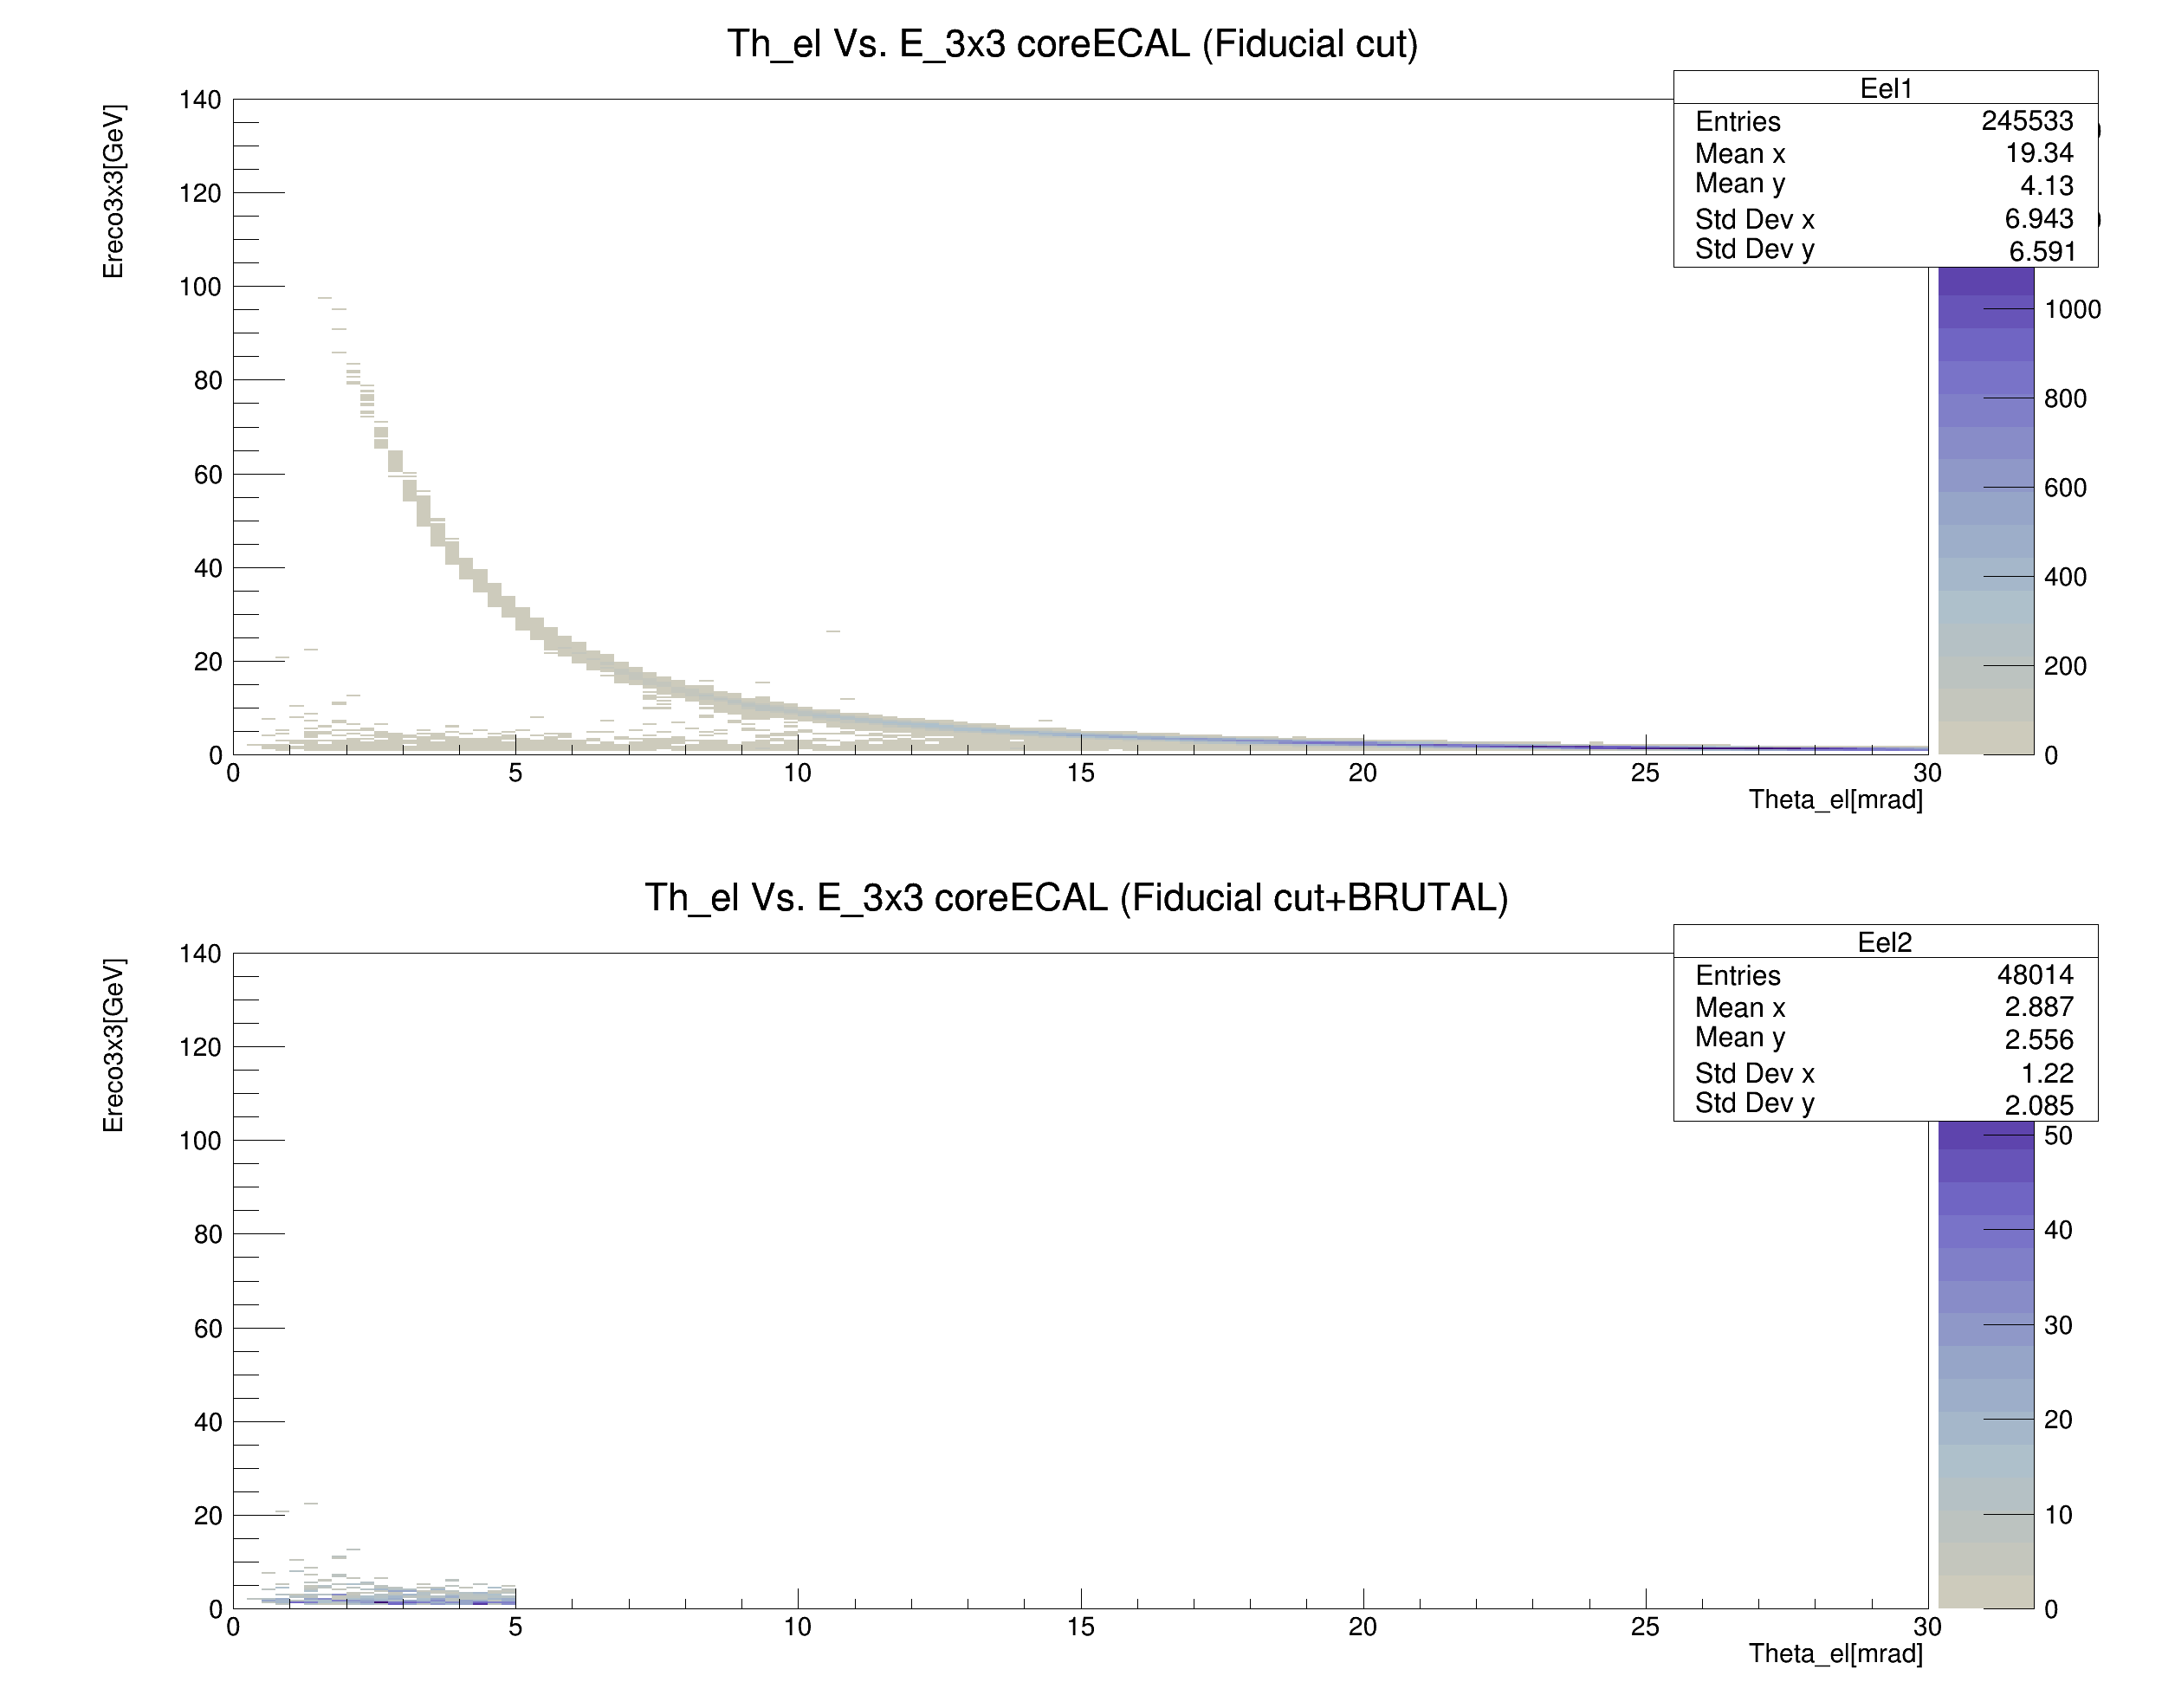 Th_el Vs. E_3x3 coreECAL (Fiducial cut)
Eel1
Entries 245533
Mean x 19.34
Mean y 4.13
Std Dev x 6.943
Std Dev y 6.591
Ereco3x3[GeV]
140
120
100
80
60
40
20
0
0 5 10 15 20 25 30
Theta_el[mrad]
1000
800
600
400
200
0
Th_el Vs. E_3x3 coreECAL (Fiducial cut+BRUTAL)
Eel2
Entries 48014
Mean x 2.887
Mean y 2.556
Std Dev x 1.22
Std Dev y 2.085
Ereco3x3[GeV]
140
120
100
80
60
40
20
0
0 5 10 15 20 25 30
Theta_el[mrad]
50
40
30
20
10
0